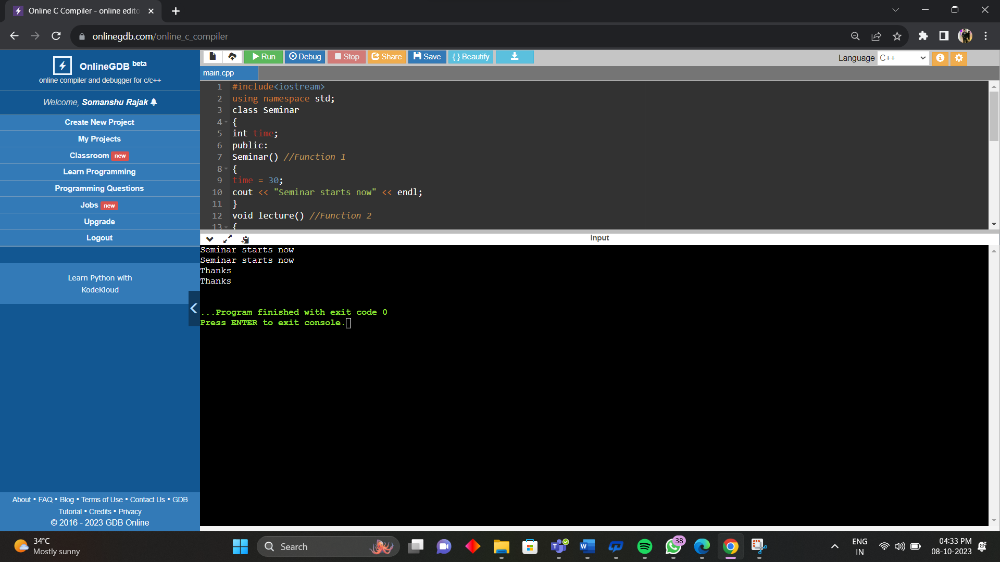 Online C Compiler - online edito
onlinegdb.com/online_c_compiler
OnlineGDB beta
online compiler and debugger for c/c++
Welcome, Somanshu Rajak
Create New Project
My Projects
Classroom new
Learn Programming
Programming Questions
Jobs new
Upgrade
Logout
Learn Python with
KodeKloud
About • FAQ • Blog • Terms of Use • Contact Us • GDB
Tutorial • Credits • Privacy
© 2016 - 2023 GDB Online
Run Debug Stop Share Save { } Beautify
Language C++
main.cpp
1 #include<iostream>
2 using namespace std;
3 class Seminar
4 {
5 int time;
6 public:
7 Seminar() //Function 1
8 {
9 time = 30;
10 cout << "Seminar starts now" << endl;
11 }
12 void lecture() //Function 2
13 {
input
Seminar starts now
Seminar starts now
Thanks
Thanks
...Program finished with exit code 0
Press ENTER to exit console.
34°C
Mostly sunny
Search
38
ENG
IN
04:33 PM
08-10-2023